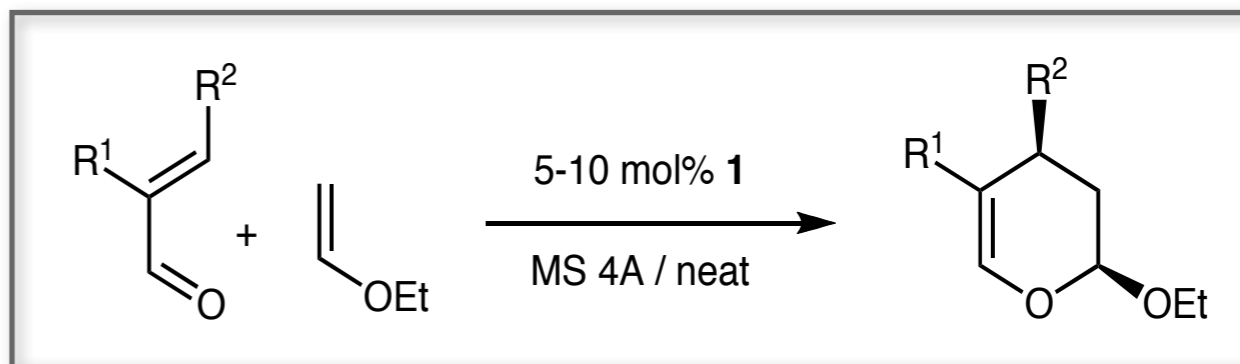 R²
R¹
O
+
OEt
5-10 mol% 1
MS 4A / neat
R²
R¹
O
OEt